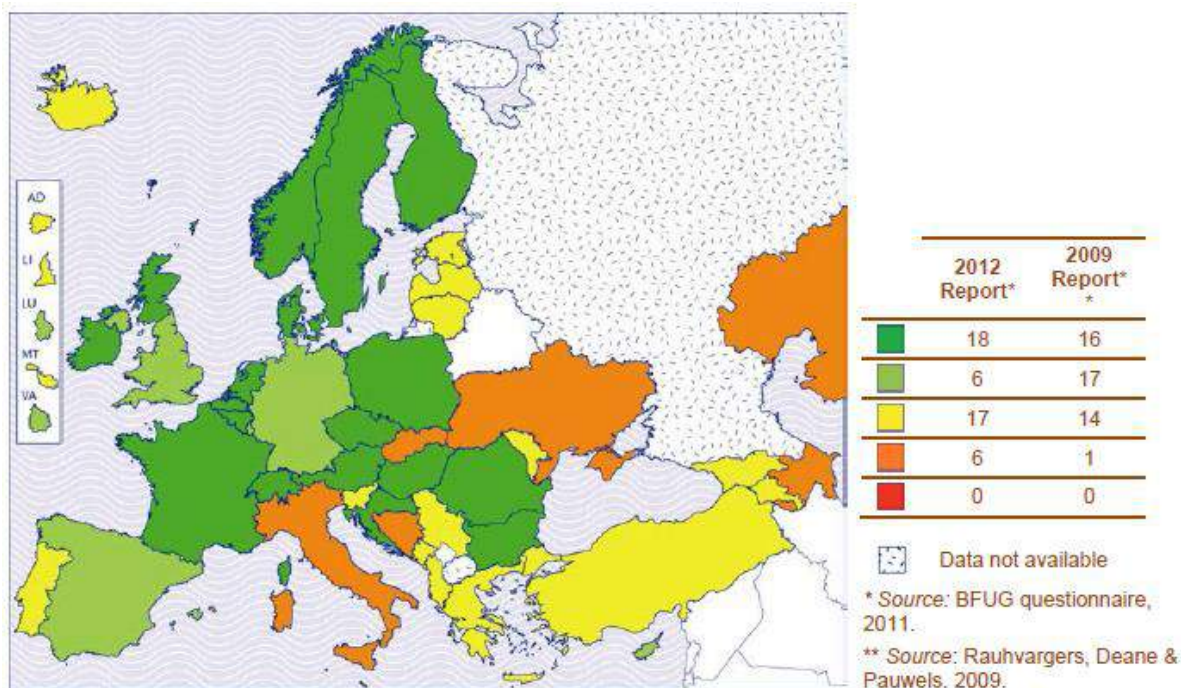 AD
LI
LU
MT
VA
2012 Report*
2009 Report*
*
18 16
6 17
17 14
6 1
0 0
Data not available
* Source: BFUG questionnaire,
2011.
** Source: Rauhvargers, Deane &
Pauwels, 2009.